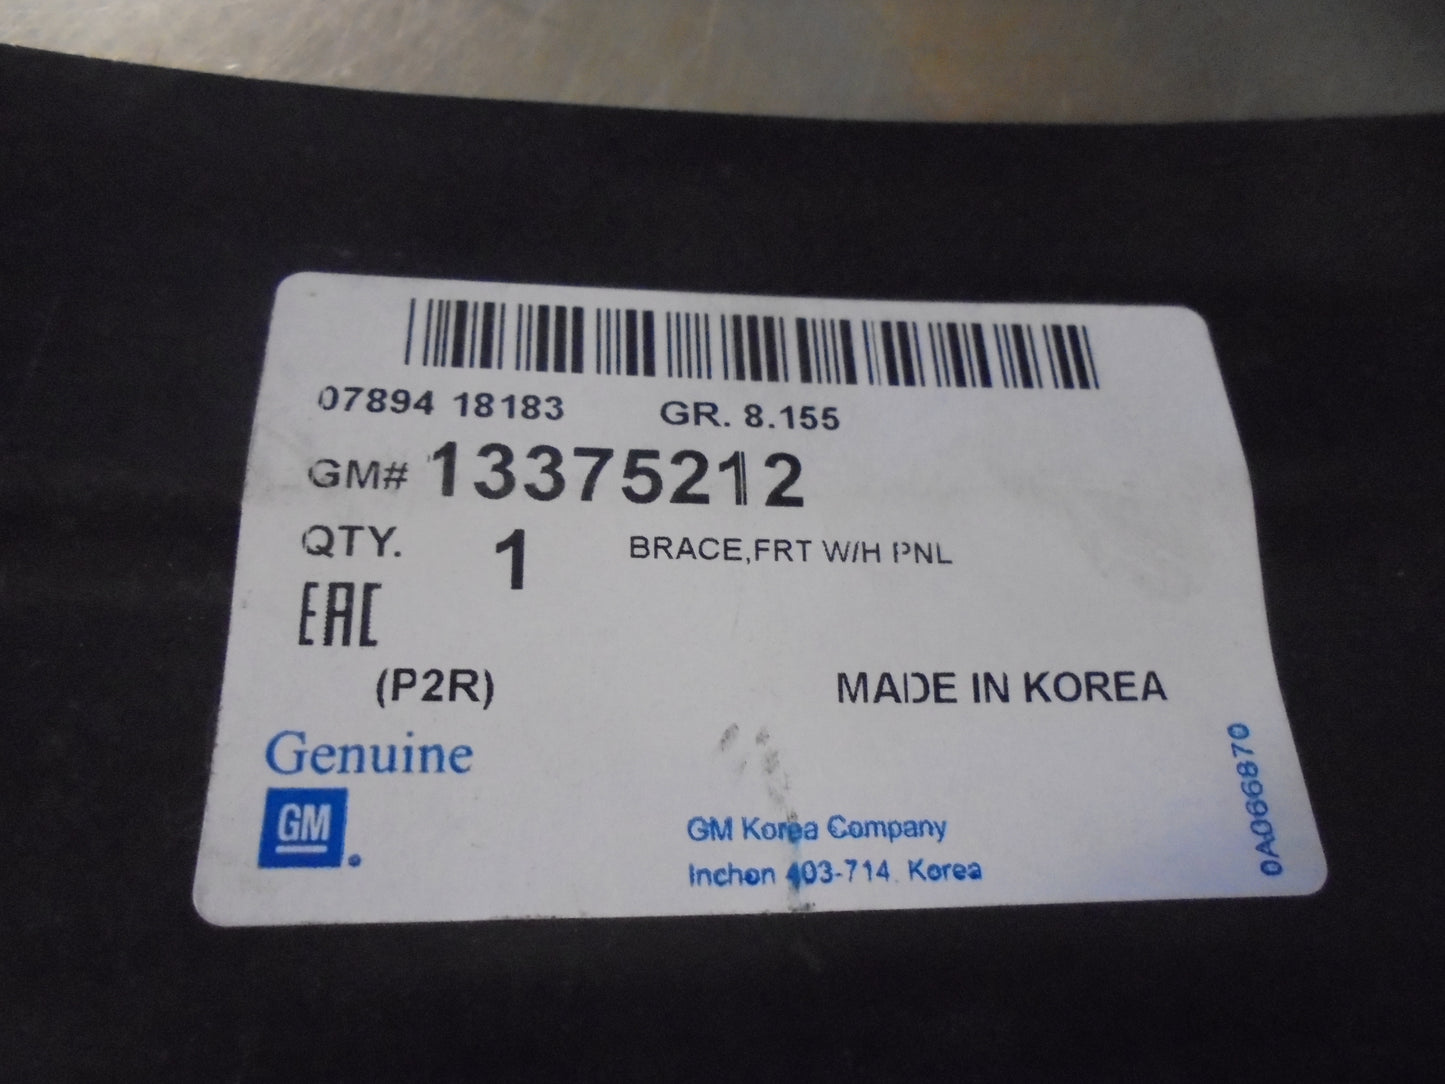 07894 18183 GR. 8.155
GM# 13375212
QTY. 1 BRACE,FRT W/H PNL
EAC
(P2R) MADE IN KOREA
Genuine
GM
GM Korea Company
Inchon 403-714. Korea
0A066870